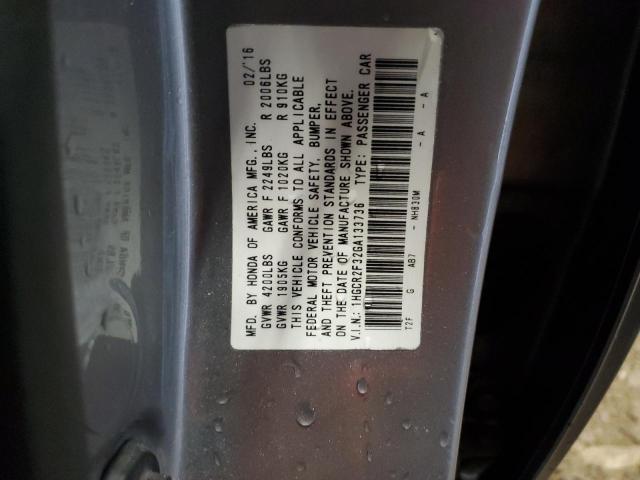 MFD. BY HONDA OF AMERICA MFG., INC. 02/'16
GVWR 4200LBS GAWR F 2249LBS R 2006LBS
GVWR 1905KG GAWR F 1020KG R 910KG
THIS VEHICLE CONFORMS TO ALL APPLICABLE
FEDERAL MOTOR VEHICLE SAFETY, BUMPER,
AND THEFT PREVENTION STANDARDS IN EFFECT
ON THE DATE OF MANUFACTURE SHOWN ABOVE.
V.I.N.: 1HGCR2F32GA133736 TYPE: PASSENGER CAR
T2F G AB7 - NH830M - A - A